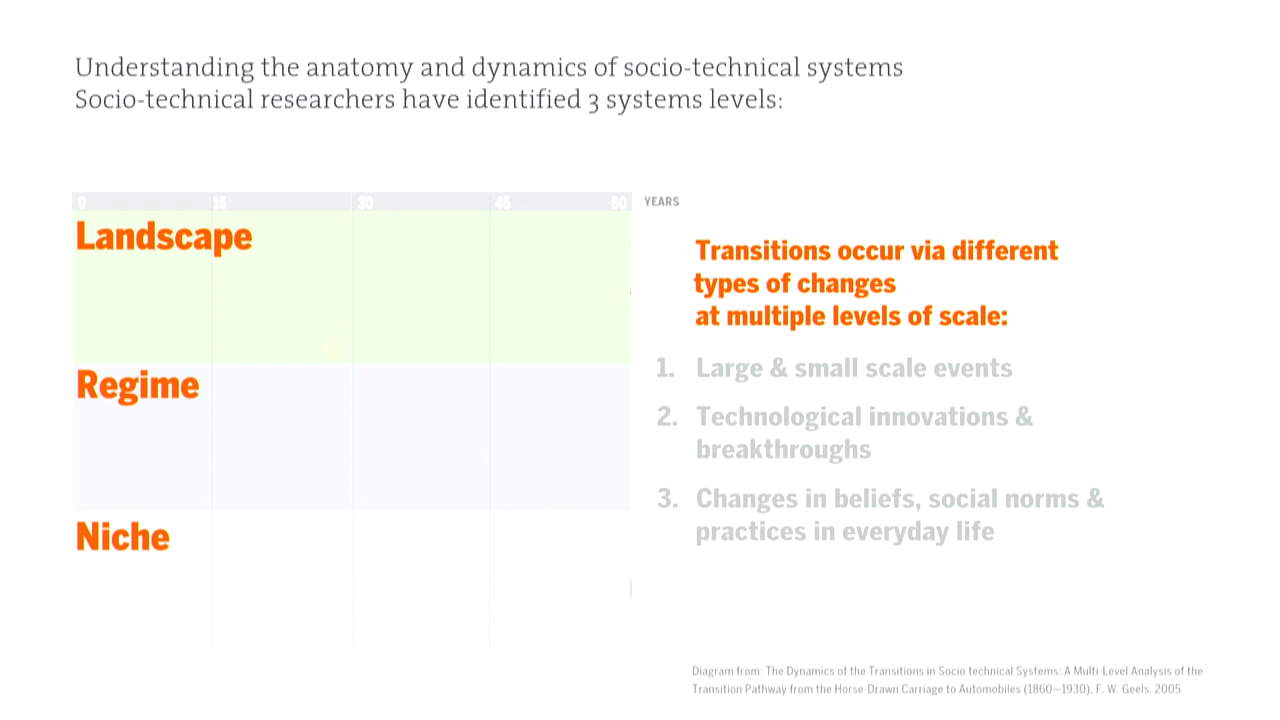 Understanding the anatomy and dynamics of socio-technical systems
Socio-technical researchers have identified 3 systems levels:
0 15 30 45 60 YEARS
Landscape
Regime
Niche
Transitions occur via different
types of changes
at multiple levels of scale:
1. Large & small scale events
2. Technological innovations &
breakthroughs
3. Changes in beliefs, social norms &
practices in everyday life
Diagram from: The Dynamics of the Transitions in Socio technical Systems: A Multi-Level Analysis of the
Transition Pathway from the Horse-Drawn Carriage to Automobiles (1860—1930), F. W. Geels. 2005